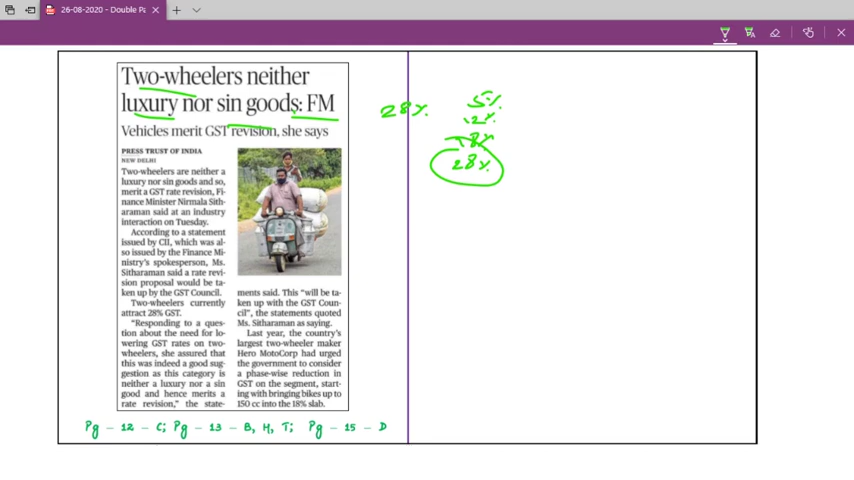 26-08-2020 - Double Pa
Two-wheelers neither
luxury nor sin goods: FM
Vehicles merit GST revision, she says
PRESS TRUST OF INDIA
NEW DELHI
Two-wheelers are neither a
luxury nor sin goods and so,
merit a GST rate revision, Fi-
nance Minister Nirmala Sith-
araman said at an industry
interaction on Tuesday.
According to a statement
issued by CII, which was al-
so issued by the Finance Mi-
nistry's spokesperson, Ms.
Sitharaman said a rate revi-
sion proposal would be ta-
ken up by the GST Council.
Two-wheelers currently
attract 28% GST.
"Responding to a ques-
tion about the need for lo-
wering GST rates on two-
wheelers, she assured that
this was indeed a good sug-
gestion as this category is
neither a luxury nor a sin
good and hence merits a
rate revision," the state-
ments said. This "will be ta-
ken up with the GST Coun-
cil", the statements quoted
Ms. Sitharaman as saying.
Last year, the country's
largest two-wheeler maker
Hero MotoCorp had urged
the government to consider
a phase-wise reduction in
GST on the segment, start-
ing with bringing bikes up to
150 cc into the 18% slab.
28%
5%
12%
18%
28%
Pg - 12 - C; Pg - 13 - B, H, T; Pg - 15 - D